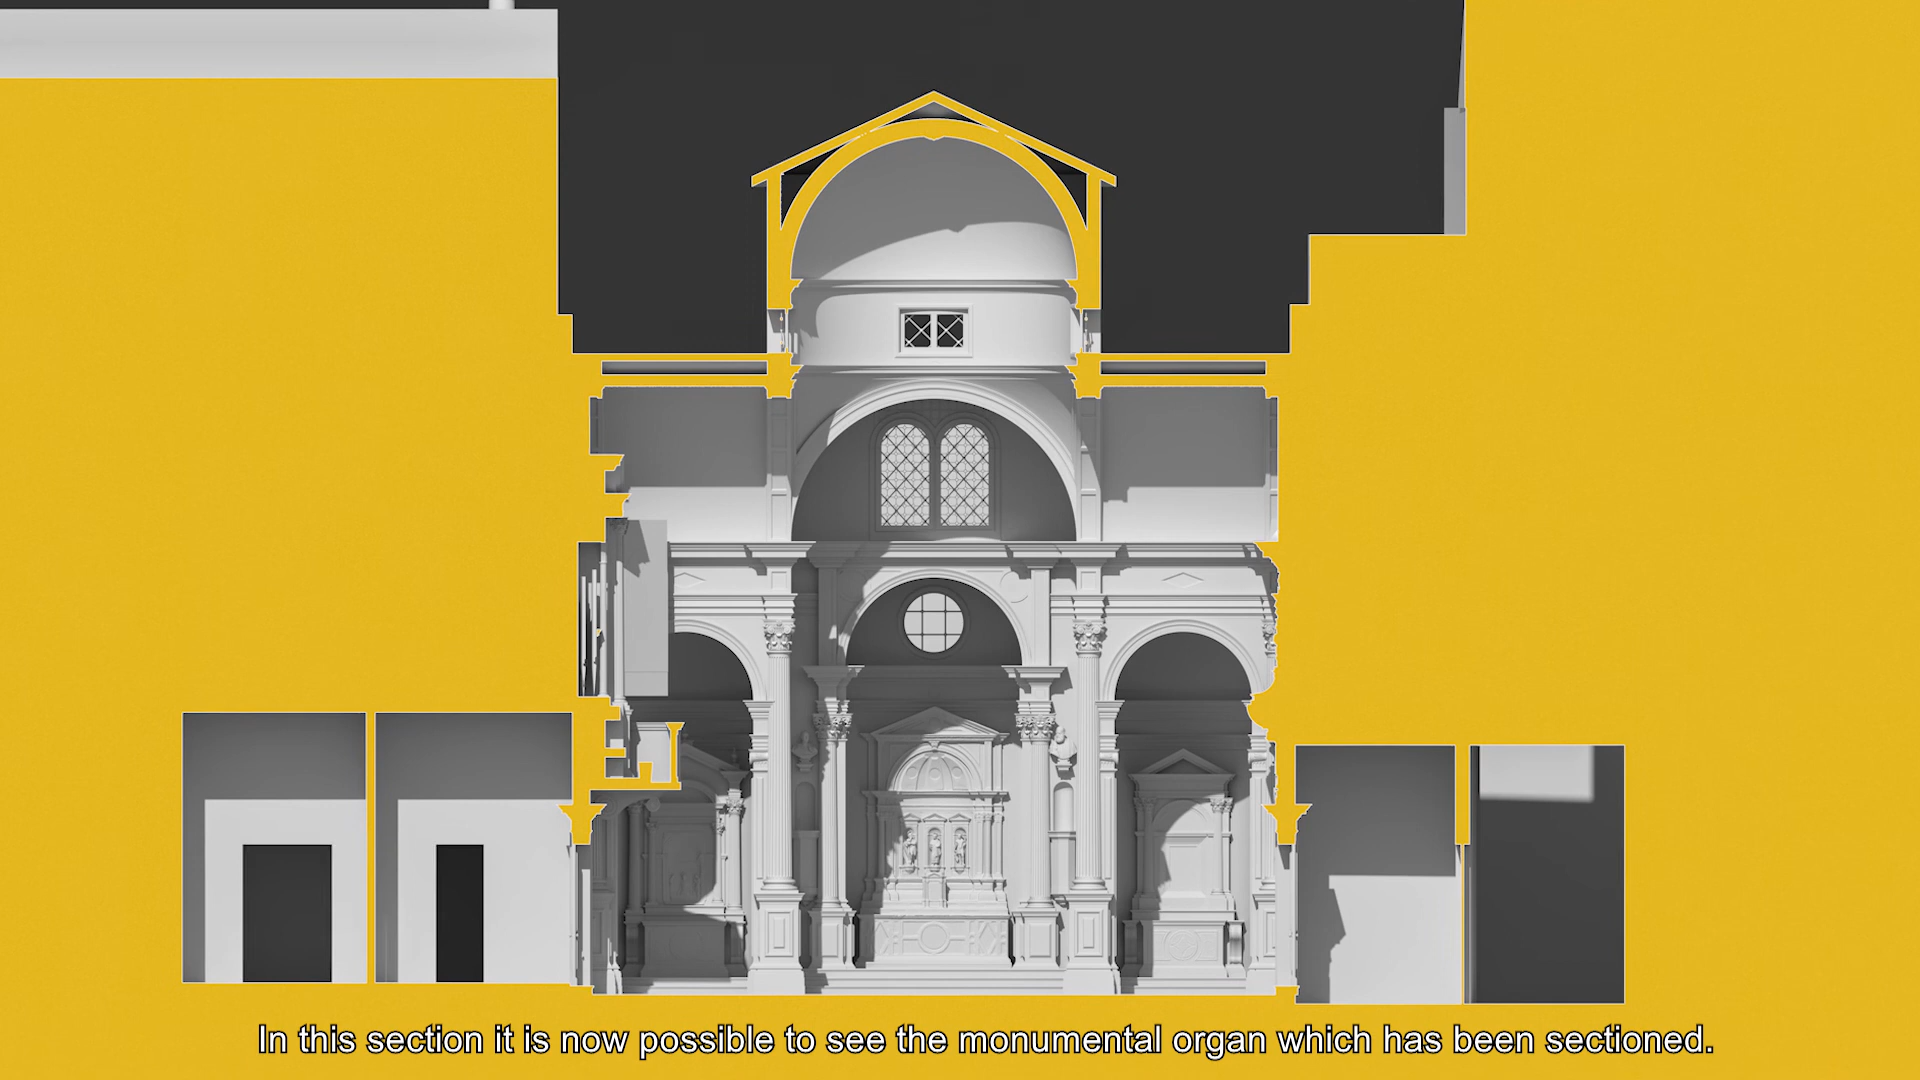 In this section it is now possible to see the monumental organ which has been sectioned.